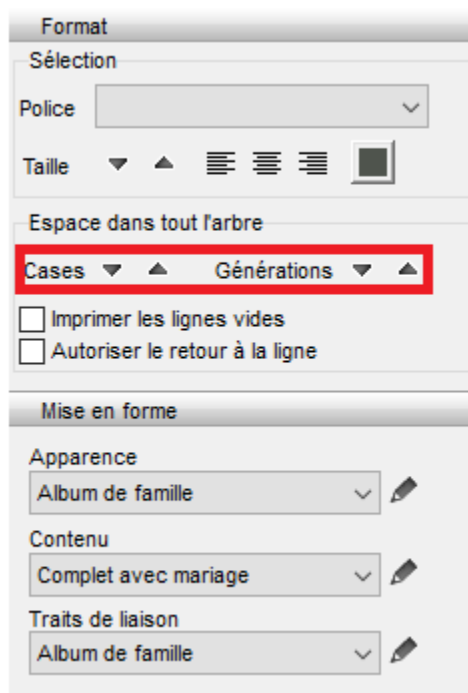 Format
Sélection
Police
Taille
Espace dans tout l'arbre
Cases Générations
Imprimer les lignes vides
Autoriser le retour à la ligne
Mise en forme
Apparence
Album de famille
Contenu
Complet avec mariage
Traits de liaison
Album de famille